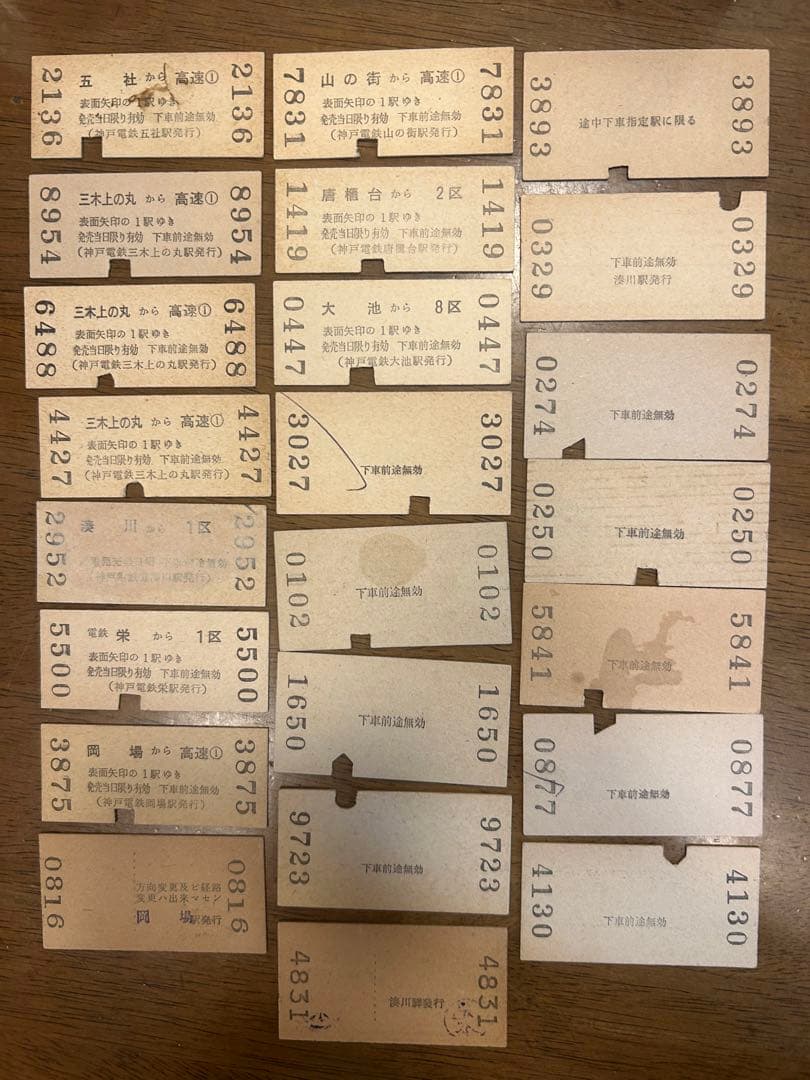 2136
五 社 から 高速①
表面矢印の1駅ゆき
発売当日限り有効 下車前途無効
(神戸電鉄五社駅発行)
2136
8954
三木上の丸 から 高速①
表面矢印の1駅ゆき
発売当日限り有効 下車前途無効
(神戸電鉄三木上の丸駅発行)
8954
6488
三木上の丸 から 高速①
表面矢印の1駅ゆき
発売当日限り有効 下車前途無効
(神戸電鉄三木上の丸駅発行)
6488
4427
三木上の丸 から 高速①
表面矢印の1駅ゆき
発売当日限り有効 下車前途無効
(神戸電鉄三木上の丸駅発行)
4427
2952
湊 川 から 1区
2952
5500
電鉄 栄 から 1区
表面矢印の1駅ゆき
発売当日限り有効 下車前途無効
(神戸電鉄栄駅発行)
5500
3875
岡 場 から 高速①
表面矢印の1駅ゆき
発売当日限り有効 下車前途無効
(神戸電鉄岡場駅発行)
3875
0816
方向変更及ビ経路
変更ハ出来マセン
岡 場駅発行
0816
7831
山の街から 高速①
表面矢印の1駅ゆき
発売当日限り有効 下車前途無効
(神戸電鉄山の街駅発行)
7831
1419
唐櫃台から 2区
表面矢印の1駅ゆき
発売当日限り有効 下車前途無効
(神戸電鉄唐櫃台駅発行)
1419
0447
大 池から 8区
表面矢印の1駅ゆき
発売当日限り有効 下車前途無効
(神戸電鉄大池駅発行)
0447
3027
下車前途無効
3027
0102
下車前途無効
0102
1650
下車前途無効
1650
9723
下車前途無効
9723
4831
湊川驛發行
4831
3893
途中下車指定駅に限る
3893
0329
下車前途無効
湊川駅発行
0329
0274
下車前途無効
0274
0250
下車前途無効
0250
5841
下車前途無効
5841
0877
下車前途無効
0877
4130
下車前途無効
4130